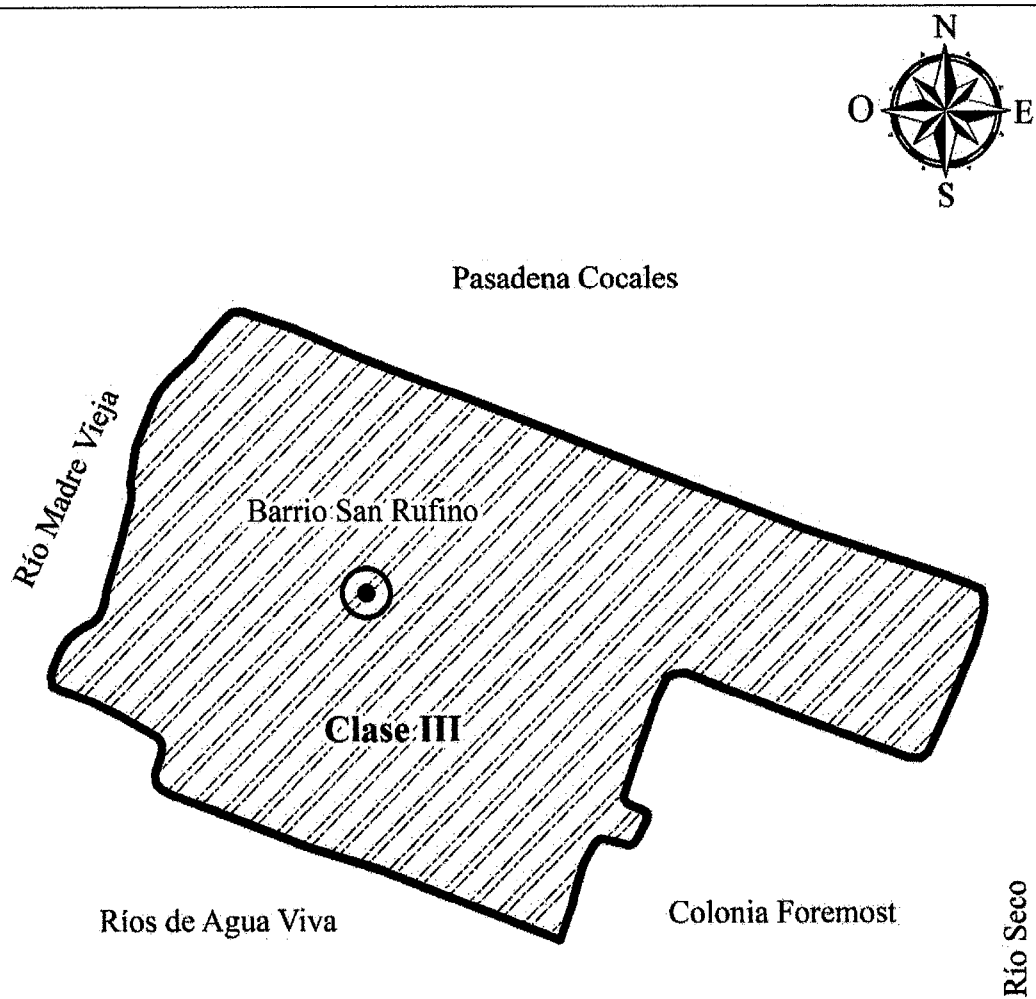 N
O
E
S
Pasadena Cocales
Río Madre Vieja
Barrio San Rufino
Clase III
Ríos de Agua Viva
Colonia Foremost
Río Seco